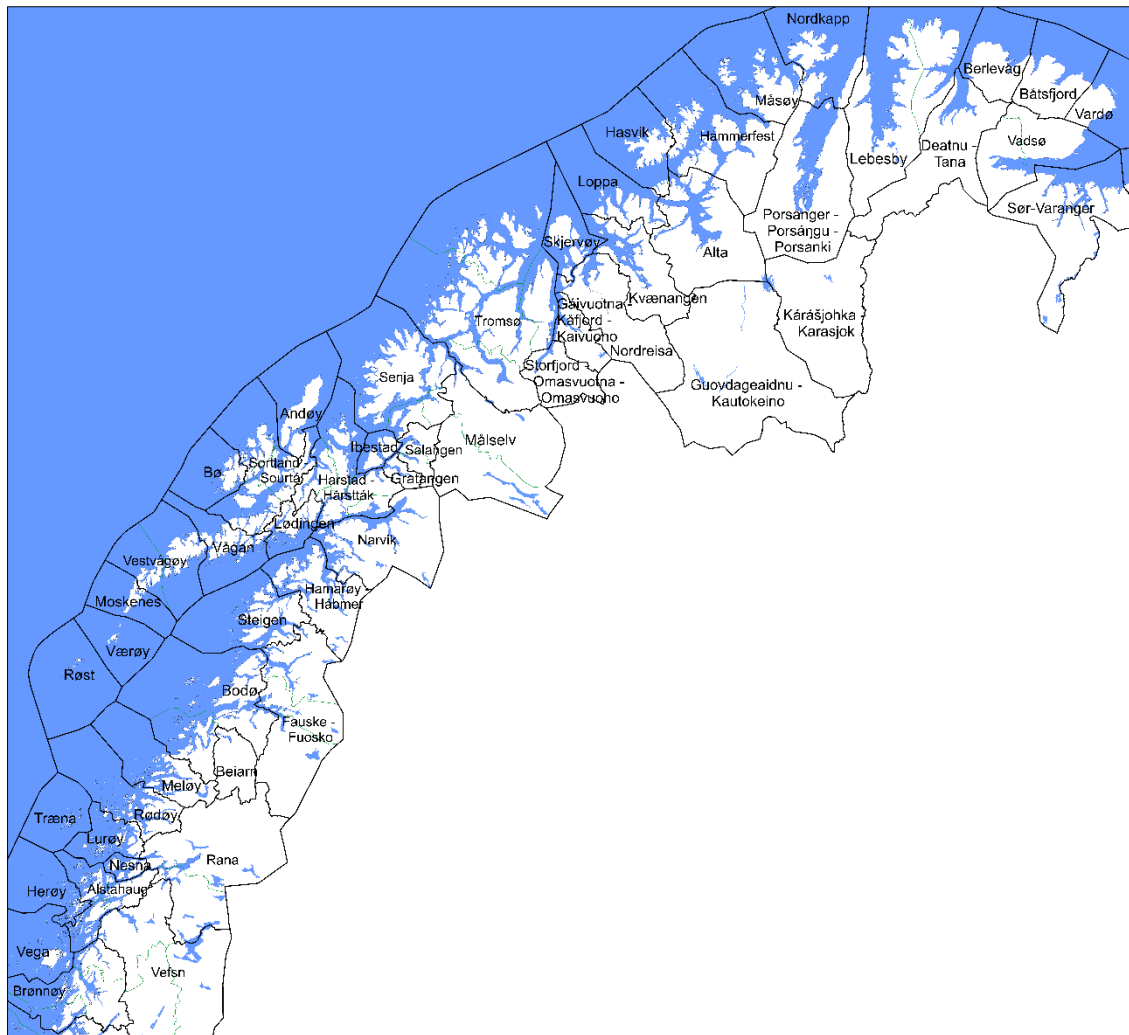 Nordkapp
Berlevåg
Båtsfjord
Måsøy
Vardø
Hasvik
Hammerfest
Vadsø
Deatnu -
Tana
Lebesby
Loppa
Sør-Varanger
Porsanger -
Porsáŋgu -
Porsanki
Skjervøy
Alta
Kvænangen
Gáivuotna -
Kåfjord -
Kaivuono
Kárášjohka
Karasjok
Tromsø
Nordreisa
Storfjord -
Omasvuotna -
Omasvuono
Guovdageaidnu -
Kautokeino
Senja
Andøy
Målselv
Ibestad
Salangen
Bø
Sortland -
Suortá
Gratangen
Harstad -
Hárstták
Lødingen
Narvik
Vågan
Vestvågøy
Hamarøy -
Hábmer
Moskenes
Steigen
Værøy
Røst
Bodø
Fauske -
Fuosko
Beiarn
Meløy
Rødøy
Træna
Lurøy
Rana
Nesna
Herøy
Alstahaug
Vega
Vefsn
Brønnøy